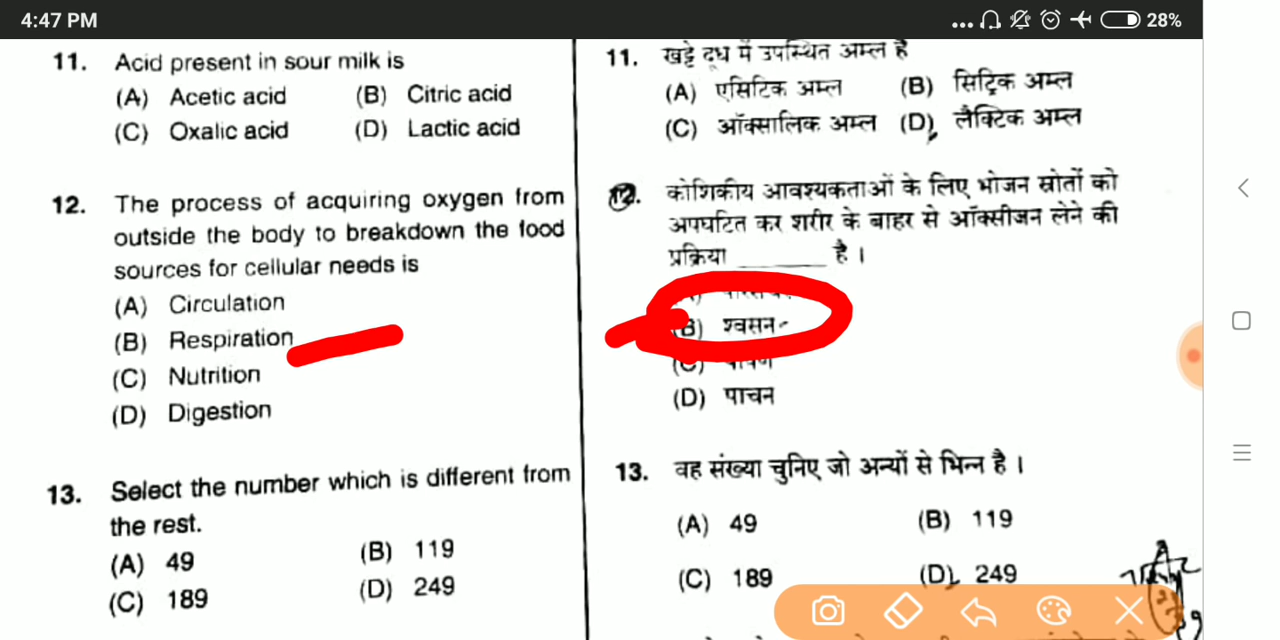 4:47 PM
28%
11. Acid present in sour milk is
(A) Acetic acid (B) Citric acid
(C) Oxalic acid (D) Lactic acid
12. The process of acquiring oxygen from
outside the body to breakdown the food
sources for cellular needs is
(A) Circulation
(B) Respiration
(C) Nutrition
(D) Digestion
13. Select the number which is different from
the rest.
(A) 49 (B) 119
(C) 189 (D) 249
11. खट्टे दूध में उपस्थित अम्ल है
(A) एसिटिक अम्ल (B) सिट्रिक अम्ल
(C) ऑक्सालिक अम्ल (D) लैक्टिक अम्ल
12. कोशिकीय आवश्यकताओं के लिए भोजन स्रोतों को
अपघटित कर शरीर के बाहर से ऑक्सीजन लेने की
प्रक्रिया ______ है ।
(B) श्वसन
(C)
(D) पाचन
13. वह संख्या चुनिए जो अन्यों से भिन्न है ।
(A) 49 (B) 119
(C) 189 (D) 249